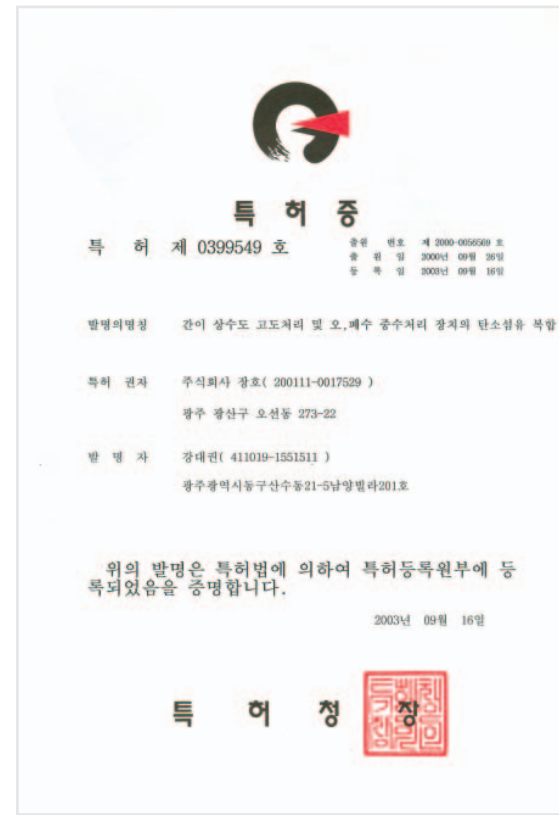 특 허 증
특 허 제 0399549 호
출원 번호 제 2000-0056569 호
출 원 일 2000년 09월 26일
등 록 일 2003년 09월 16일
발명의명칭 간이 상수도 고도처리 및 오,폐수 중수처리 장치의 탄소섬유 복합
특허 권자 주식회사 장호( 200111-0017529 )
광주 광산구 오선동 273-22
발 명 자 강대권( 411019-1551511 )
광주광역시동구산수동21-5남양빌라201호
위의 발명은 특허법에 의하여 특허등록원부에 등
록되었음을 증명합니다.
2003년 09월 16일
특 허 청 장